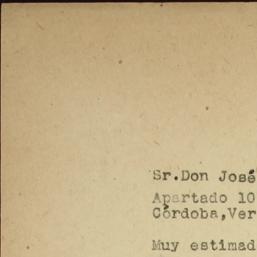 Sr.Don José
Apartado 10
Córdoba,Ver
Muy estimad